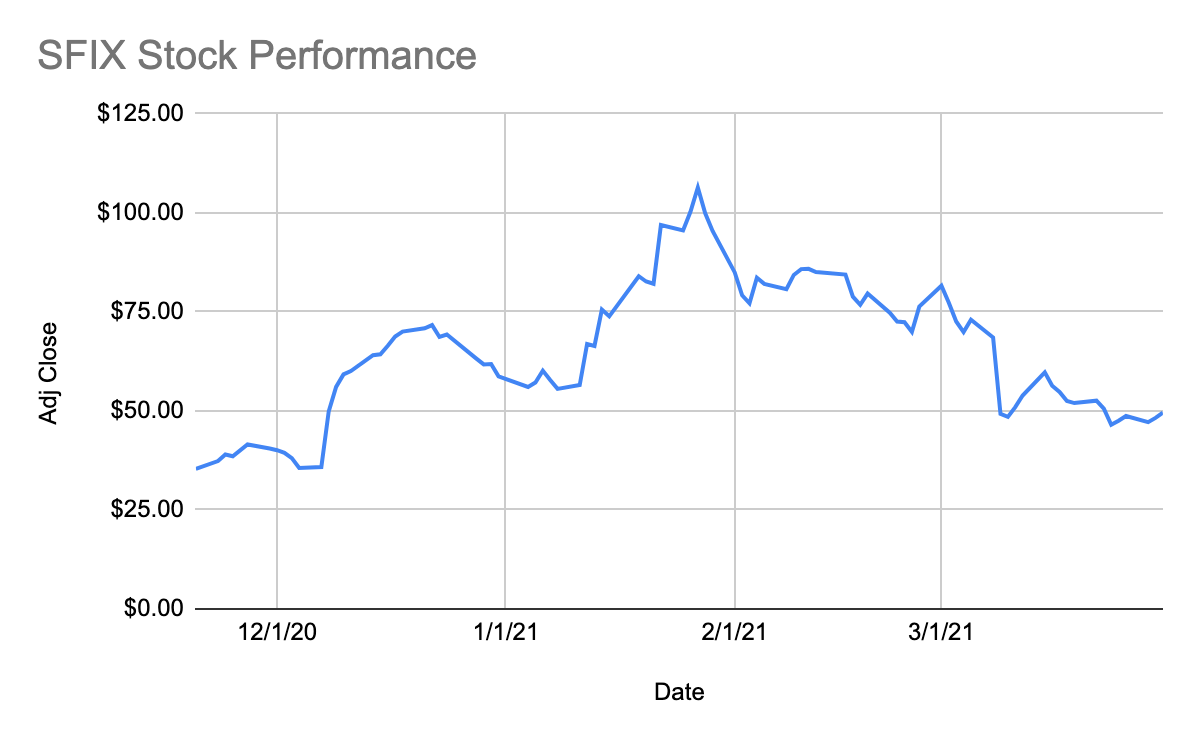 SFIX Stock Performance
$125.00
$100.00
$75.00
$50.00
$25.00
$0.00
Adj Close
12/1/20 1/1/21 2/1/21 3/1/21
Date